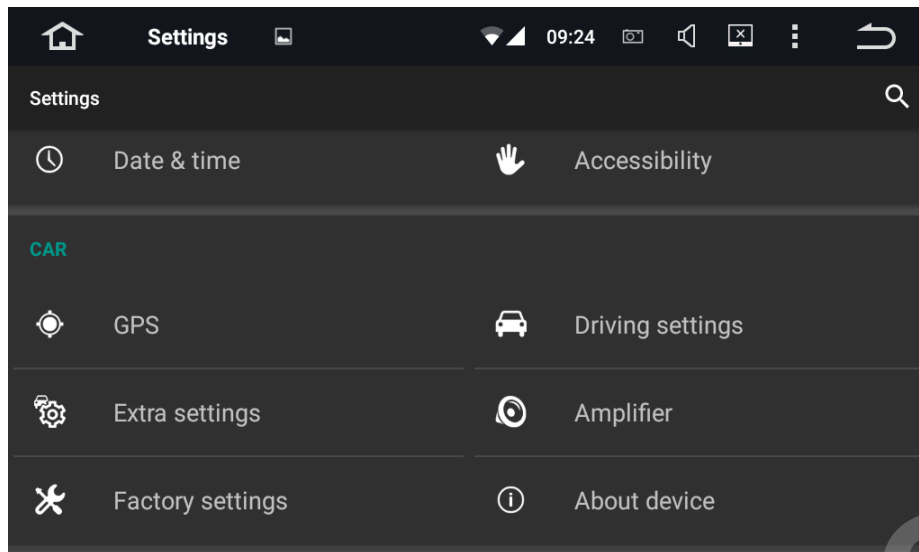 Settings 09:24
Settings
Date & time Accessibility
CAR
GPS Driving settings
Extra settings Amplifier
Factory settings About device